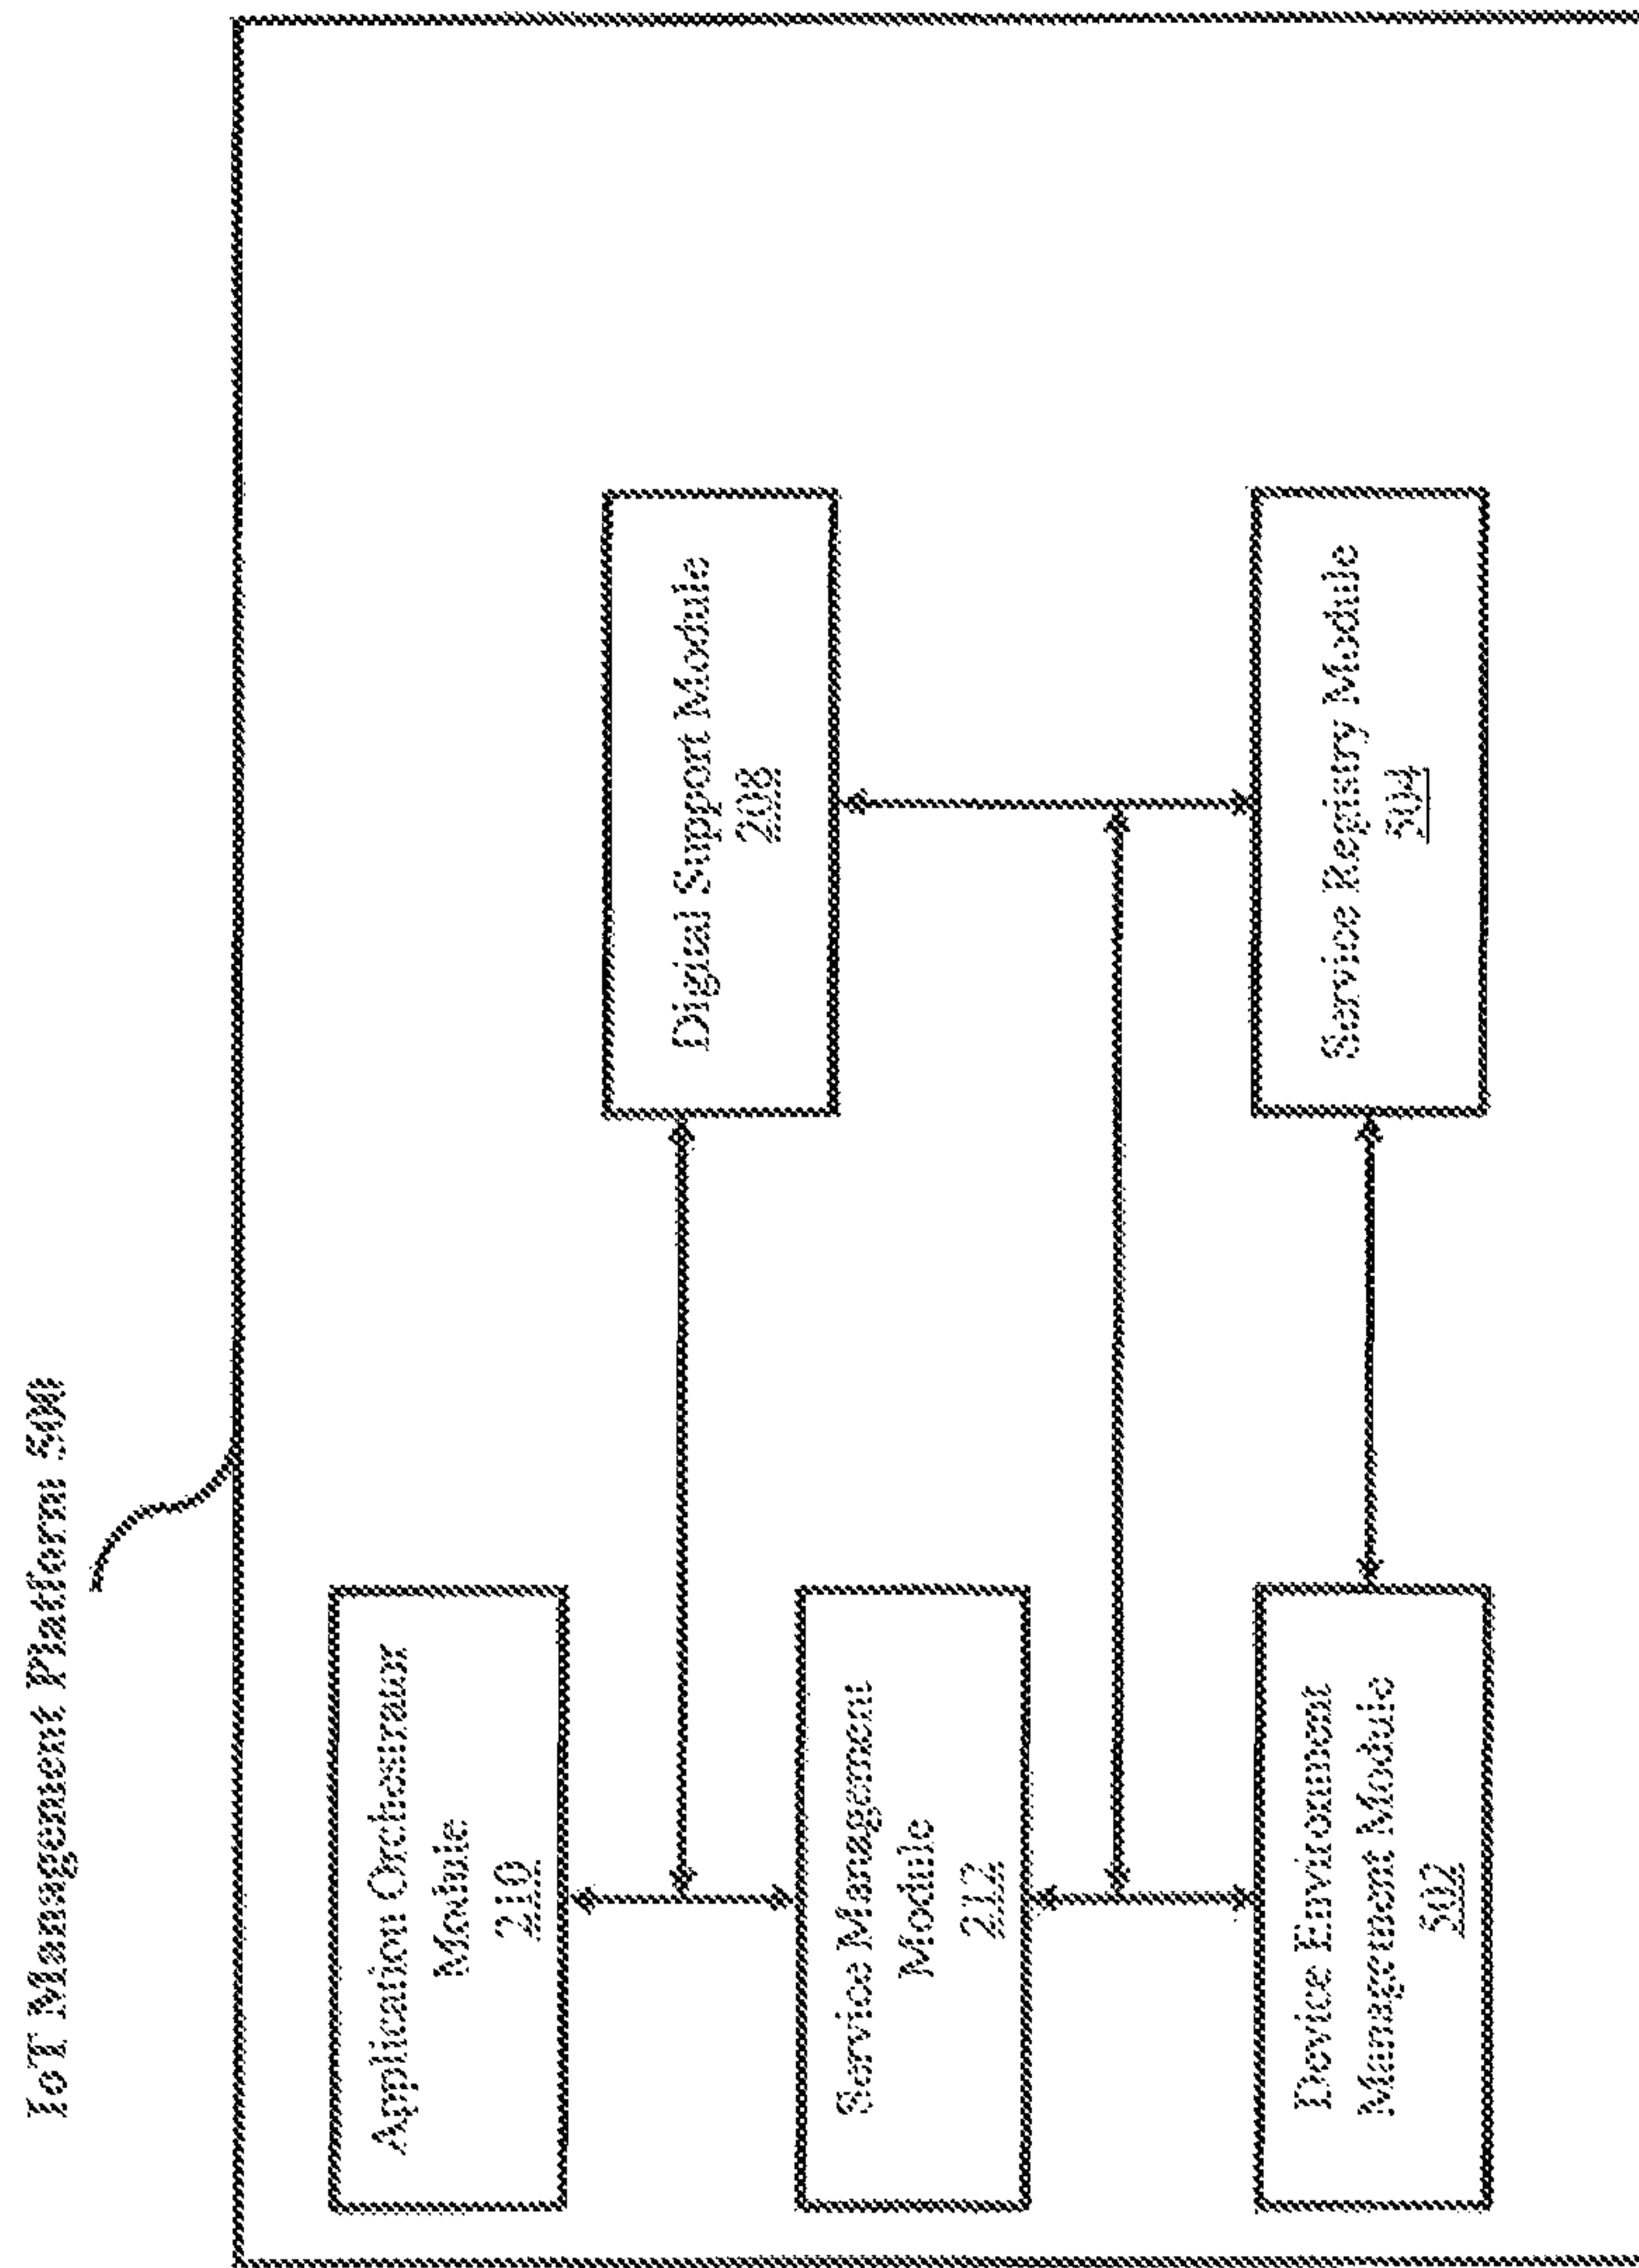 IoT Management Platform 500
Application Orchestrator
Module
210
Digital Support Module
208
Service Management
Module
212
Device Environment
Management Module
502
Service Registry Module
504